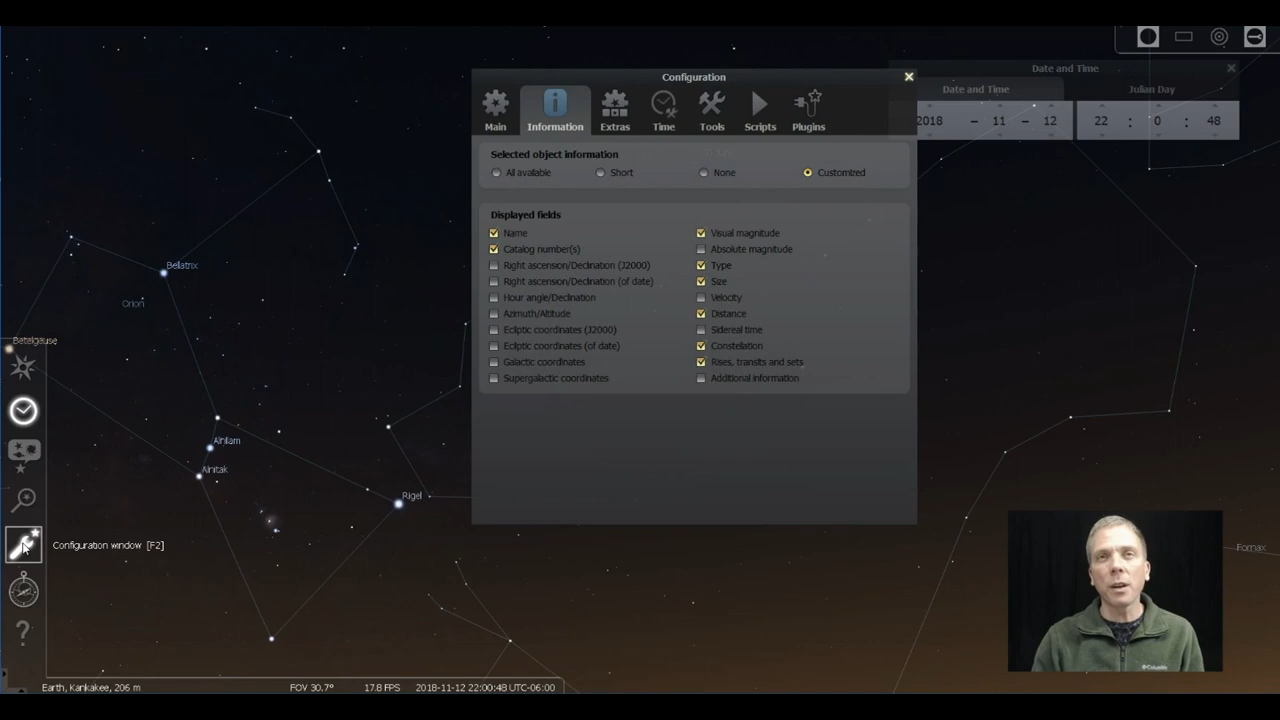 Configuration
Main
Information
Extras
Time
Tools
Scripts
Plugins
Selected object information
All available
Short
None
Customized
Displayed fields
Name
Catalog number(s)
Right ascension/Declination (J2000)
Right ascension/Declination (of date)
Hour angle/Declination
Azimuth/Altitude
Ecliptic coordinates (J2000)
Ecliptic coordinates (of date)
Galactic coordinates
Supergalactic coordinates
Visual magnitude
Absolute magnitude
Type
Size
Velocity
Distance
Sidereal time
Constellation
Rises, transits and sets
Additional information
Date and Time
Date and Time
Julian Day
2018 - 11 - 12
22 : 0 : 48
Bellatrix
Orion
Betelgeuse
Alnilam
Alnitak
Rigel
Configuration window [F2]
Fornax
Columbia
Earth, Kankakee, 206 m
FOV 30.7°
17.8 FPS
2018-11-12 22:00:48 UTC-06:00